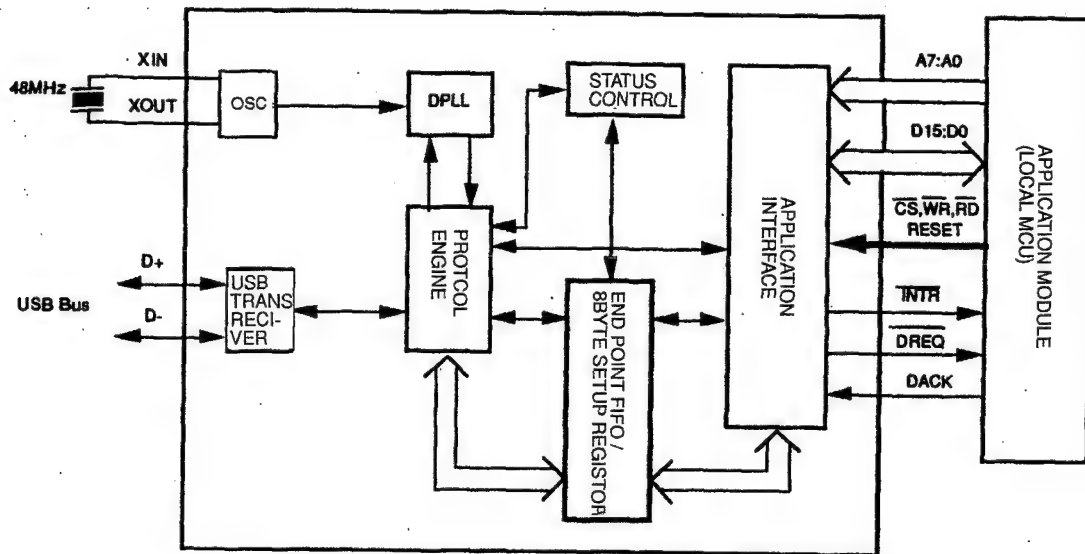 XIN
48MHz
XOUT
OSC
DPLL
STATUS
CONTROL
A7:A0
D15:D0
CS,WR,RD
RESET
INTR
DREQ
DACK
APPLICATION
INTERFACE
APPLICATION MODULE
(LOCAL MCU)
PROTCOL
ENGINE
D+
USB Bus
D-
USB
TRANS
RECI-
VER
END POINT FIFO /
8BYTE SETUP REGISTOR